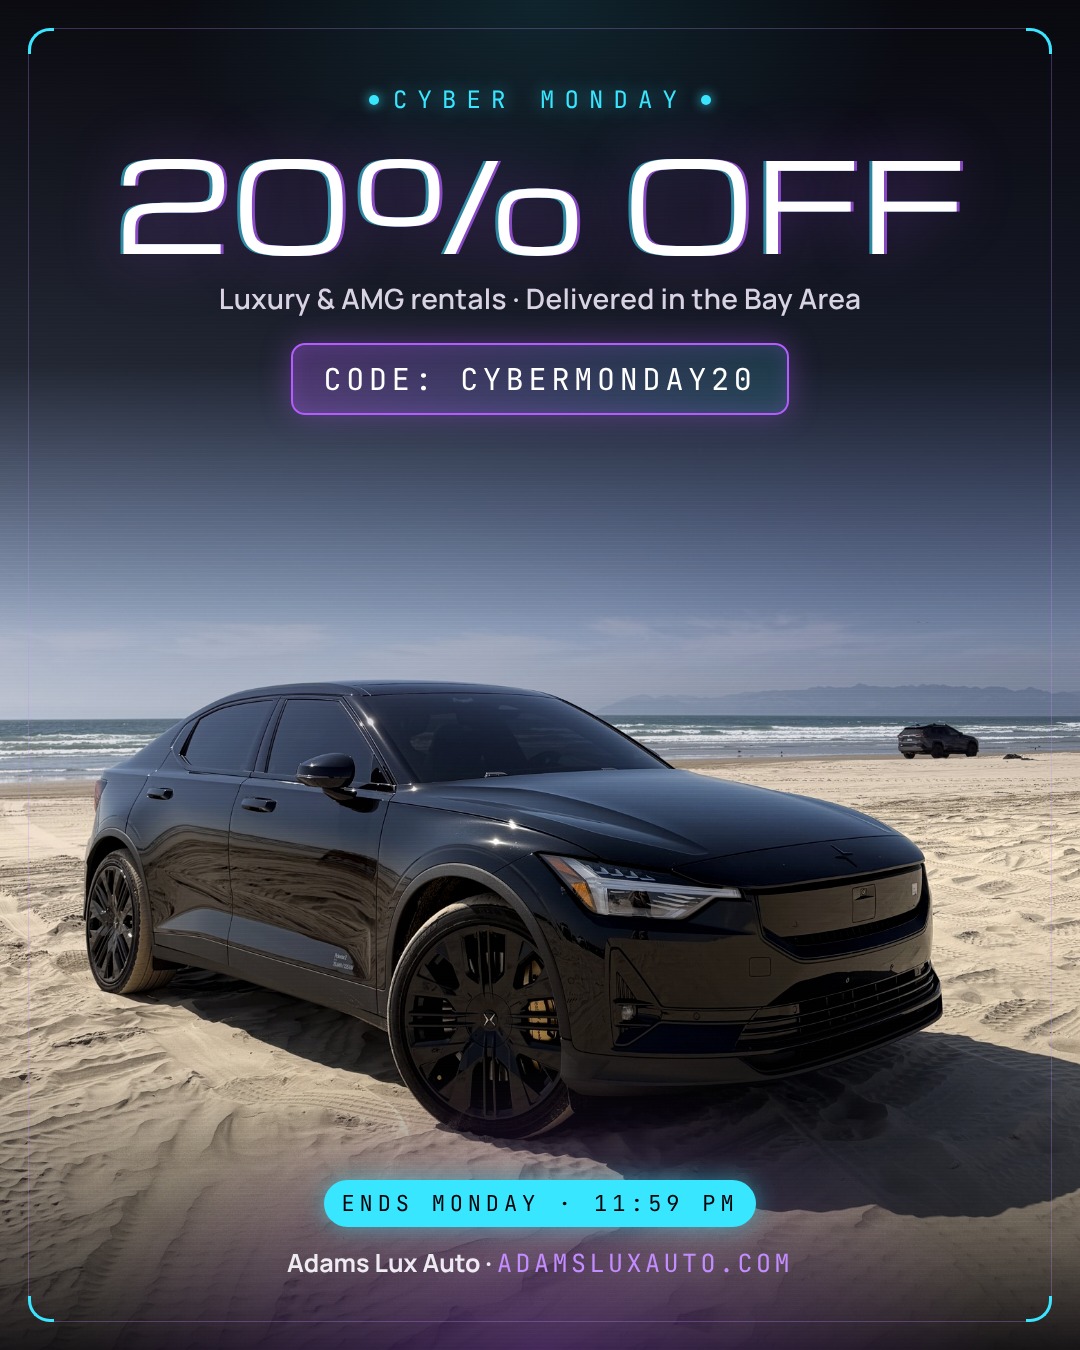 CYBER MONDAY
20% OFF
Luxury & AMG rentals · Delivered in the Bay Area
CODE: CYBERMONDAY20
ENDS MONDAY · 11:59 PM
Adams Lux Auto · ADAMSLUXAUTO.COM